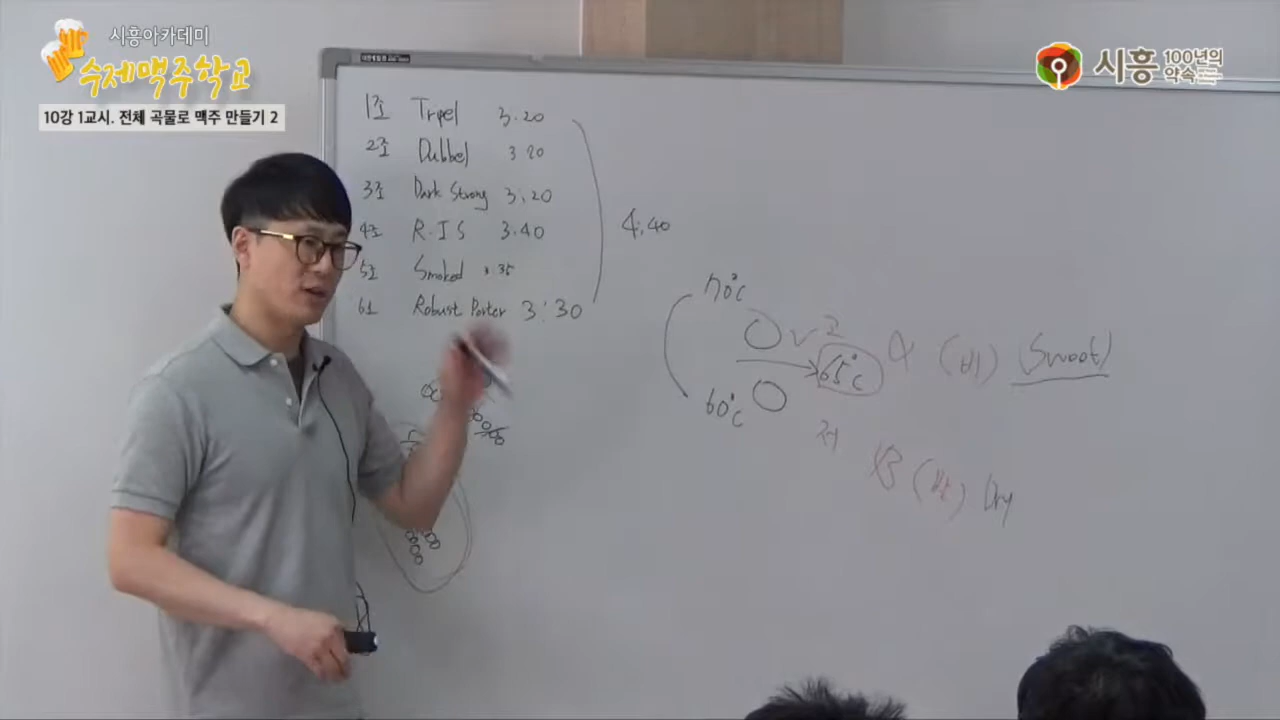 시흥아카데미
수제맥주학교
10강 1교시. 전체 곡물로 맥주 만들기 2
시흥 100년의 약속
1조 Tripel 3.20
2조 Dubbel 3 20
3조 Dark Strong 3:20
4조 R.I.S 3.40
5조 Smoked 3.35
6조 Robust Porter 3:30
4:40
70°C
65°C α (비) (Sweet)
60°C
저
β (발) Dry